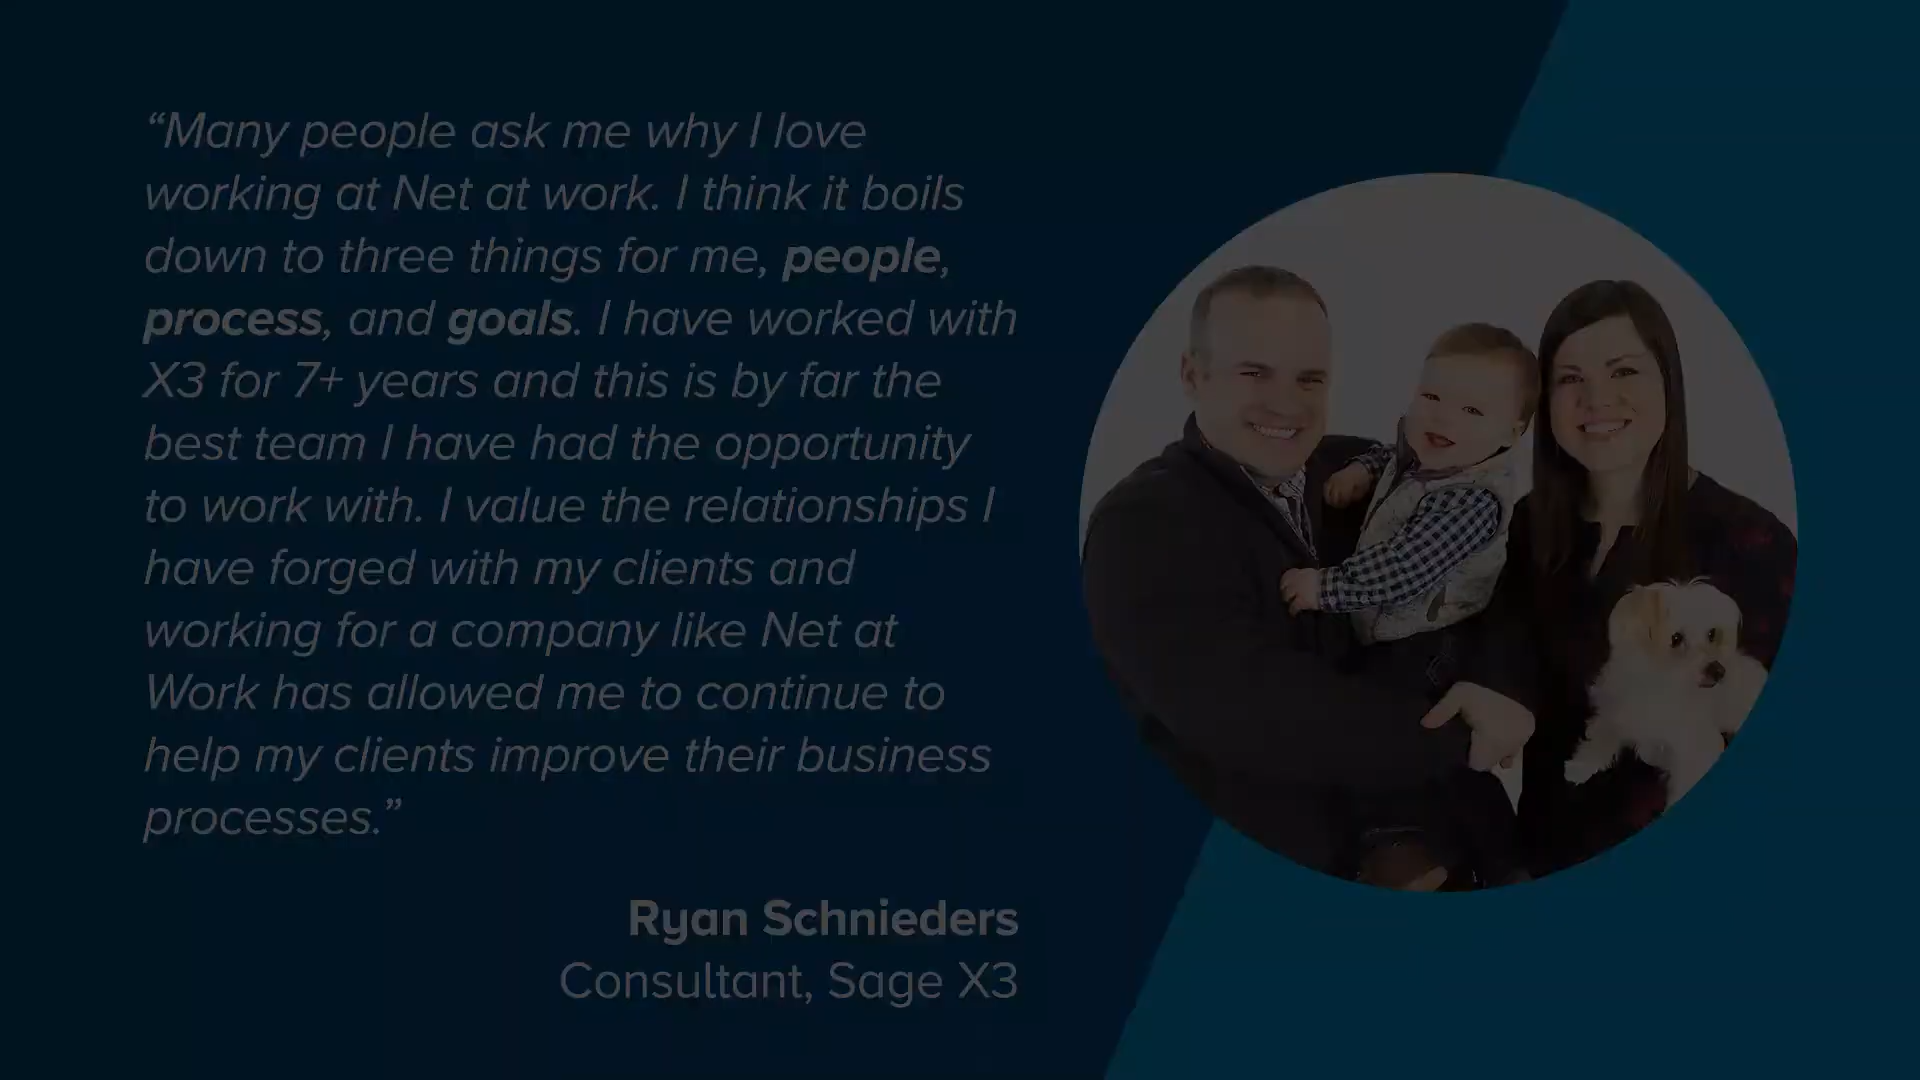 “Many people ask me why I love
working at Net at work. I think it boils
down to three things for me, people,
process, and goals. I have worked with
X3 for 7+ years and this is by far the
best team I have had the opportunity
to work with. I value the relationships I
have forged with my clients and
working for a company like Net at
Work has allowed me to continue to
help my clients improve their business
processes.”
Ryan Schnieders
Consultant, Sage X3